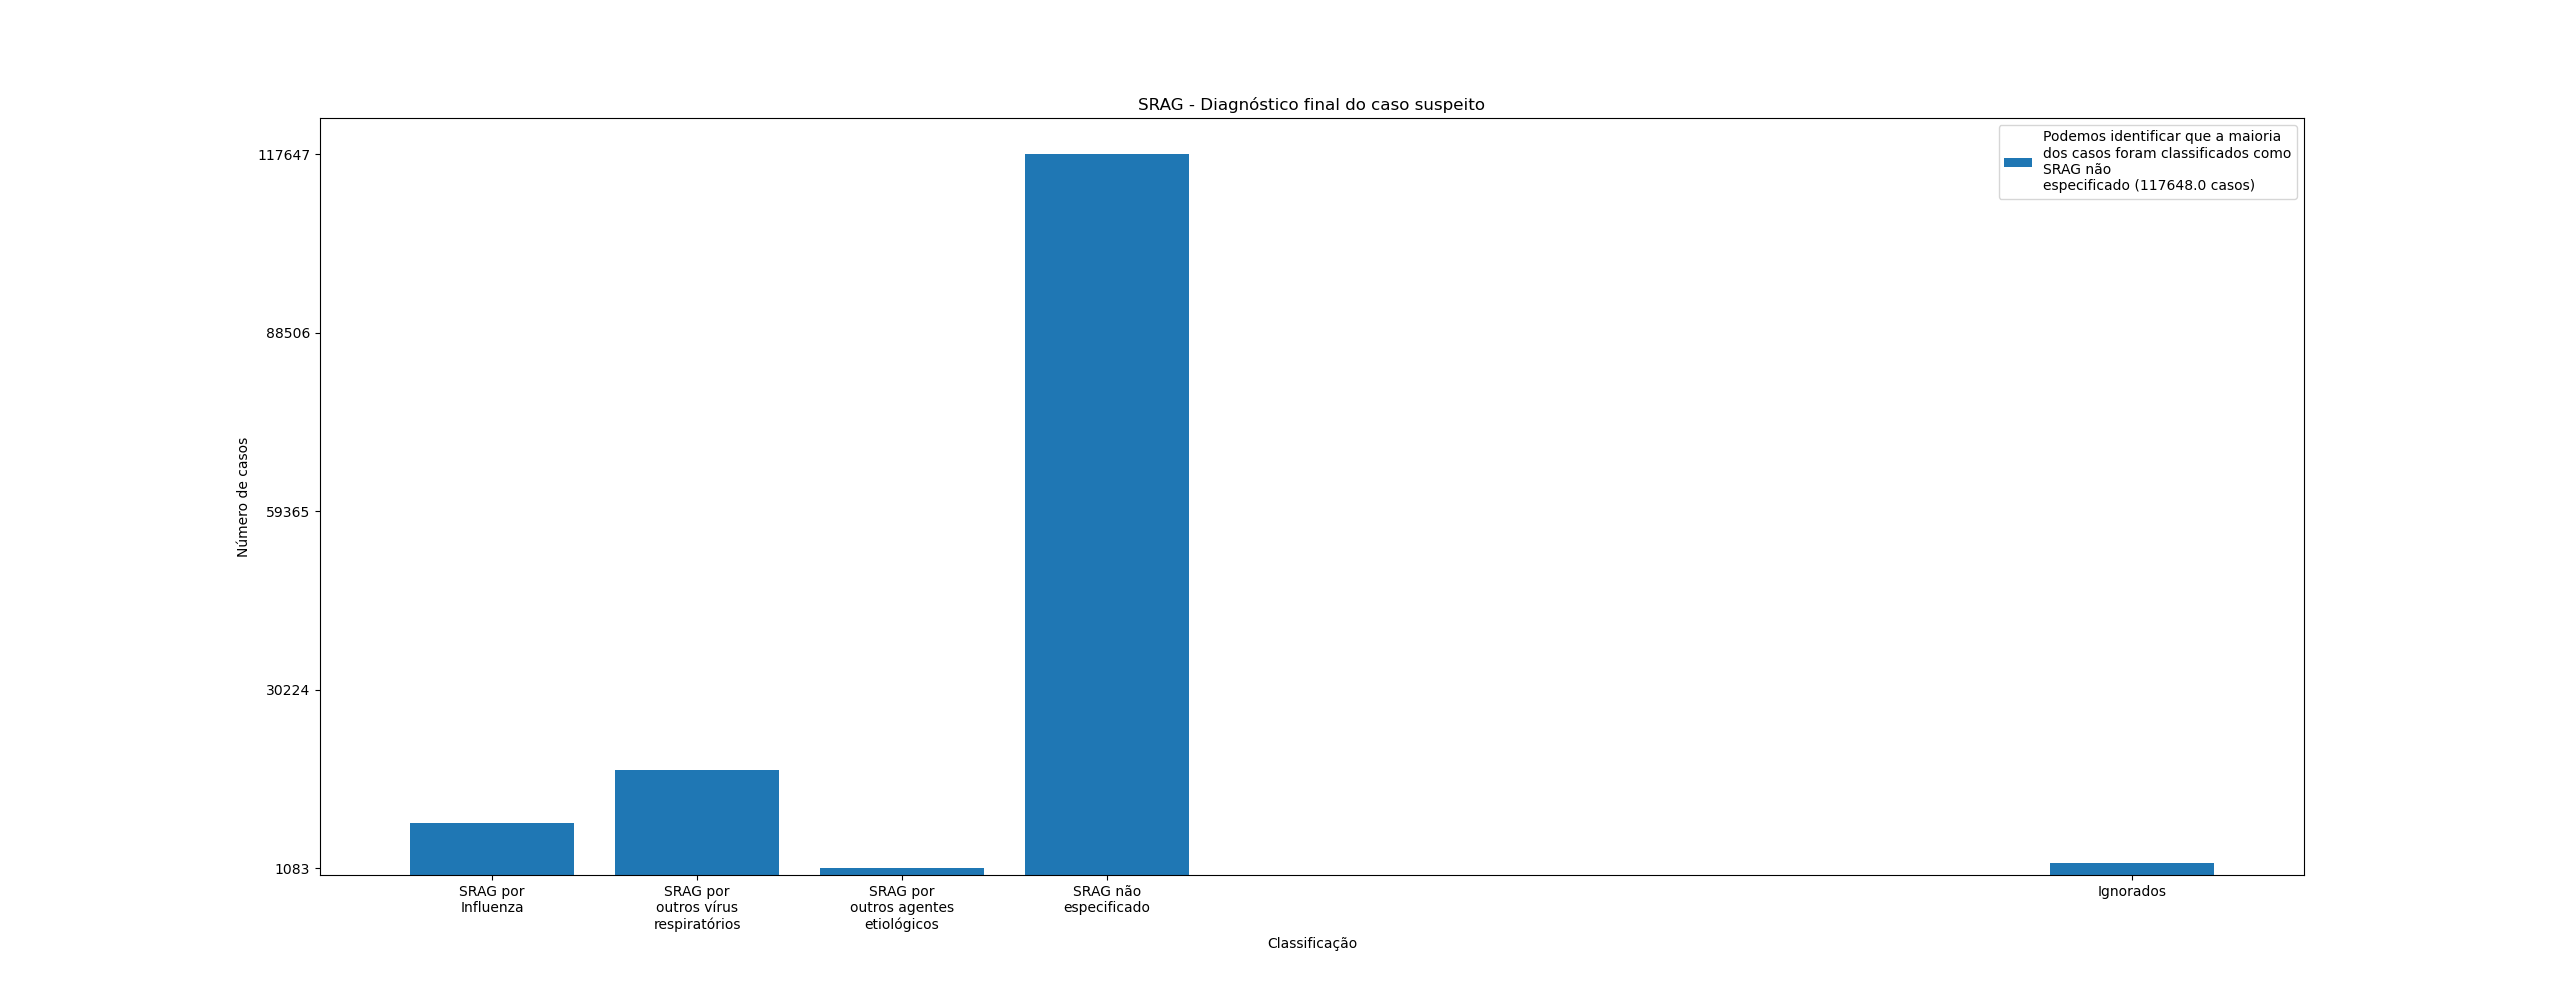 SRAG - Diagnóstico final do caso suspeito
Podemos identificar que a maioria
dos casos foram classificados como
SRAG não
especificado (117648.0 casos)
Número de casos
117647
88506
59365
30224
1083
SRAG por
Influenza
SRAG por
outros vírus
respiratórios
SRAG por
outros agentes
etiológicos
SRAG não
especificado
Ignorados
Classificação